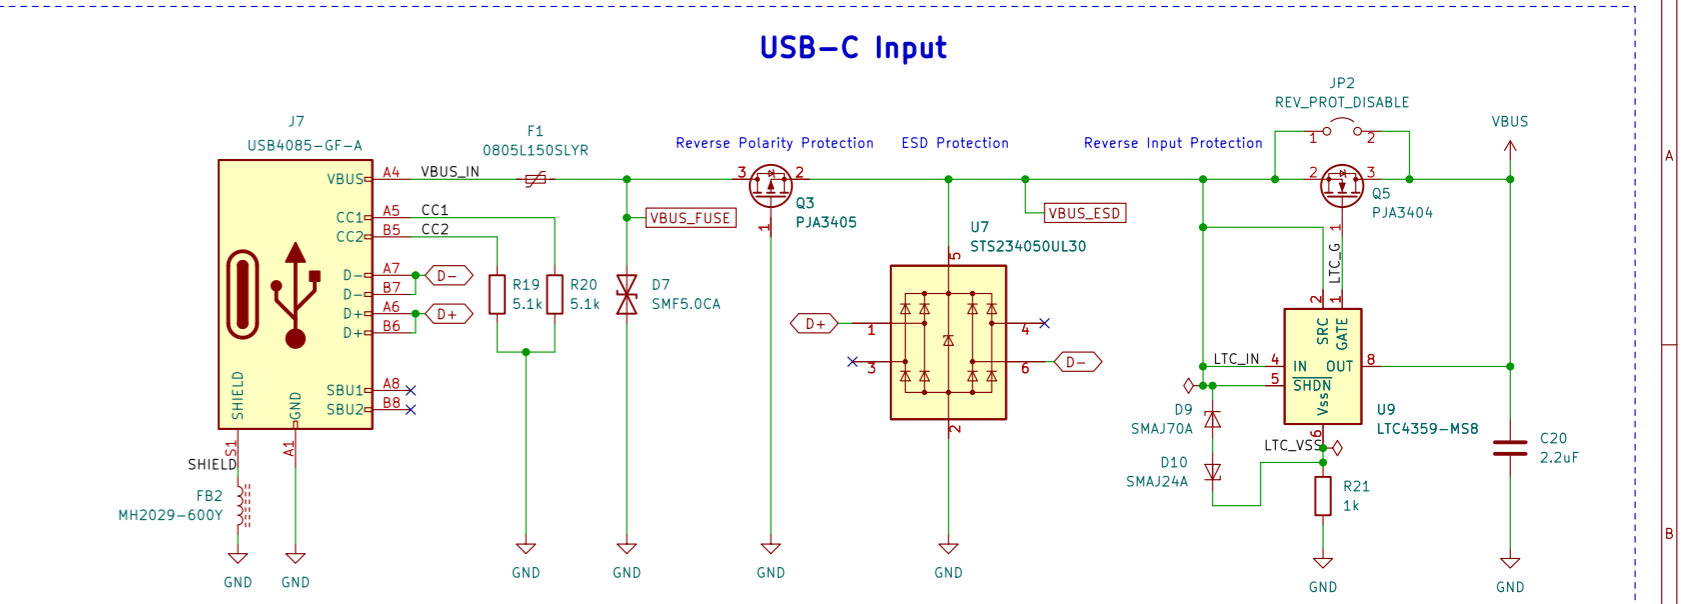 USB-C Input
J7
USB4085-GF-A
VBUS
A4
VBUS_IN
CC1
A5
CC1
CC2
B5
CC2
D-
A7
D-
D-
B7
D+
A6
D+
D+
B6
SBU1
A8
SBU2
B8
SHIELD
GND
S1
A1
SHIELD
FB2
MH2029-600Y
GND
GND
F1
0805L150SLYR
R19
5.1k
R20
5.1k
GND
VBUS_FUSE
D7
SMF5.0CA
GND
Reverse Polarity Protection
3
2
1
Q3
PJA3405
GND
ESD Protection
VBUS_ESD
U7
STS234050UL30
5
D+
1
4
3
6
D-
2
GND
Reverse Input Protection
JP2
REV_PROT_DISABLE
1
2
2
3
Q5
PJA3404
1
LTC_G
VBUS
2
1
SRC
GATE
LTC_IN
4
IN
OUT
8
5
SHDN
Vss
6
U9
LTC4359-MS8
D9
SMAJ70A
LTC_VSS
D10
SMAJ24A
R21
1k
GND
C20
2.2uF
GND
A
B